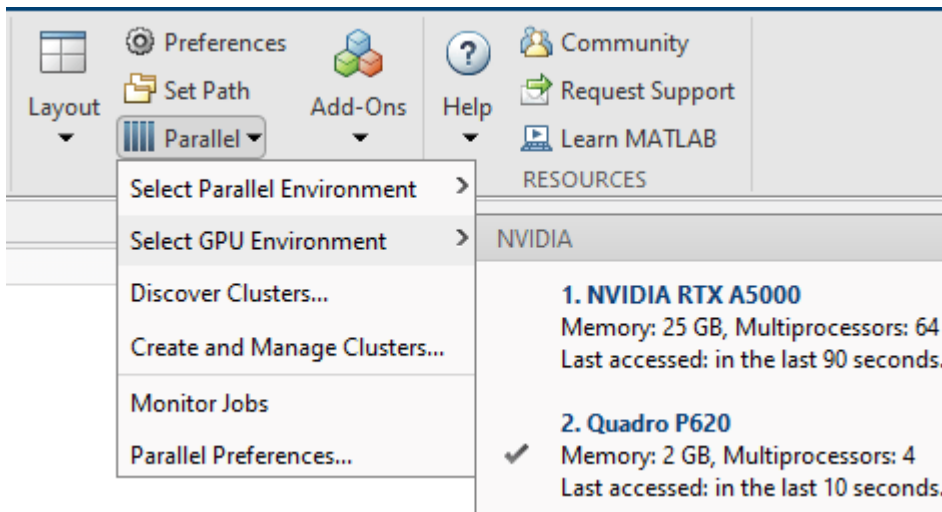 Layout
Preferences
Set Path
Parallel
Add-Ons
Help
Community
Request Support
Learn MATLAB
RESOURCES
Select Parallel Environment
Select GPU Environment
Discover Clusters...
Create and Manage Clusters...
Monitor Jobs
Parallel Preferences...
NVIDIA
1. NVIDIA RTX A5000
Memory: 25 GB, Multiprocessors: 64
Last accessed: in the last 90 seconds.
2. Quadro P620
Memory: 2 GB, Multiprocessors: 4
Last accessed: in the last 10 seconds.